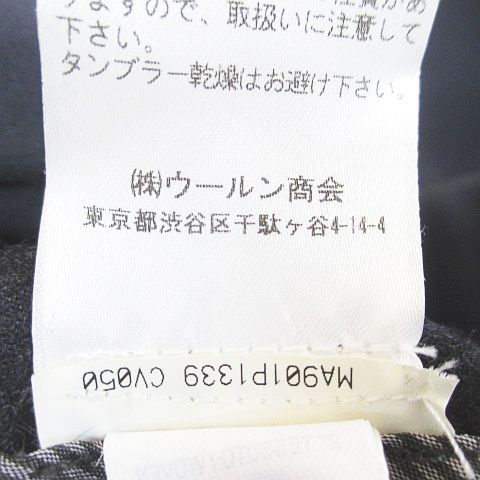 りますので、取扱いに注意して
下さい。
タンブラー乾燥はお避け下さい。
㈱ウールン商会
東京都渋谷区千駄ヶ谷4-14-4
MA901P1339 CV050